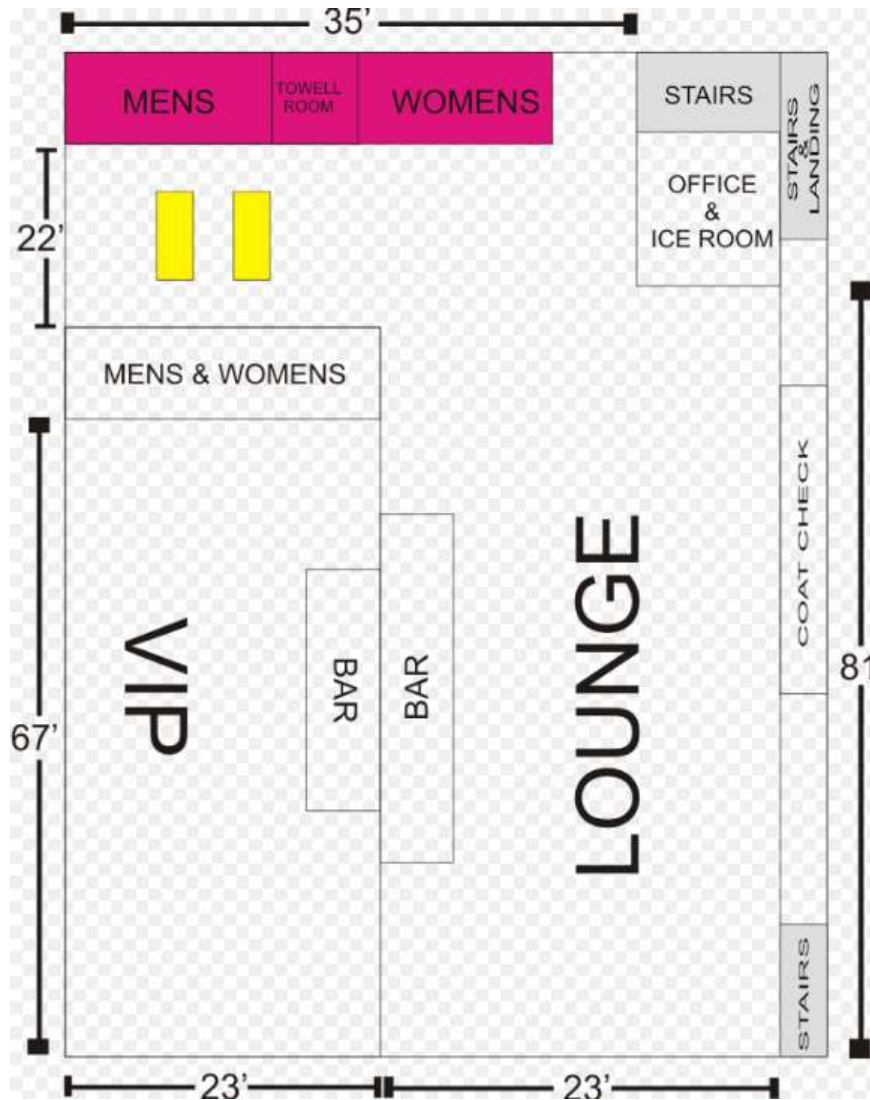 35'
MENS
TOWELL
ROOM
WOMENS
STAIRS
STAIRS
&
LANDING
OFFICE
&
ICE ROOM
22'
MENS & WOMENS
COAT CHECK
LOUNGE
VIP
BAR
BAR
81
67'
STAIRS
23'
23'